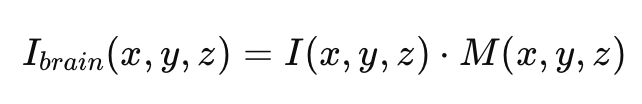 I_{brain}(x, y, z) = I(x, y, z) · M(x, y, z)